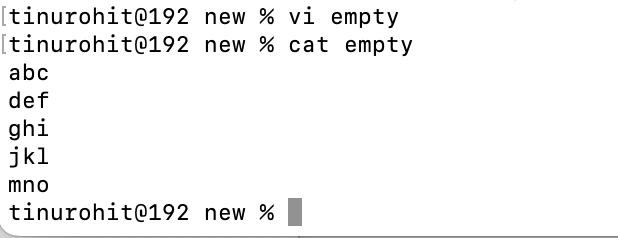 [tinurohit@192 new % vi empty
[tinurohit@192 new % cat empty
abc
def
ghi
jkl
mno
tinurohit@192 new %